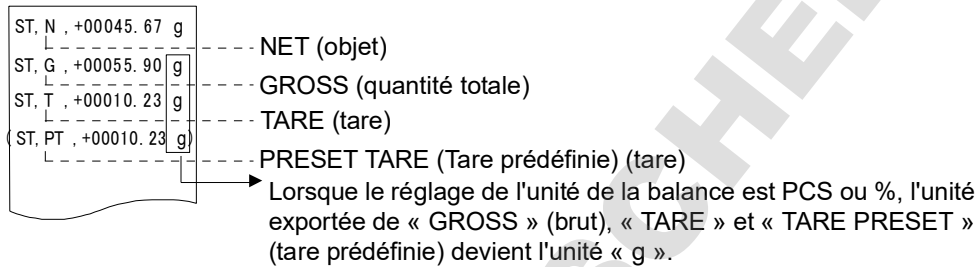 ST, N , +00045. 67 g
NET (objet)
ST, G , +00055. 90 g
GROSS (quantité totale)
ST, T , +00010. 23 g
TARE (tare)
( ST, PT , +00010. 23 g)
PRESET TARE (Tare prédéfinie) (tare)
Lorsque le réglage de l'unité de la balance est PCS ou %, l'unité
exportée de « GROSS » (brut), « TARE » et « TARE PRESET »
(tare prédéfinie) devient l'unité « g ».